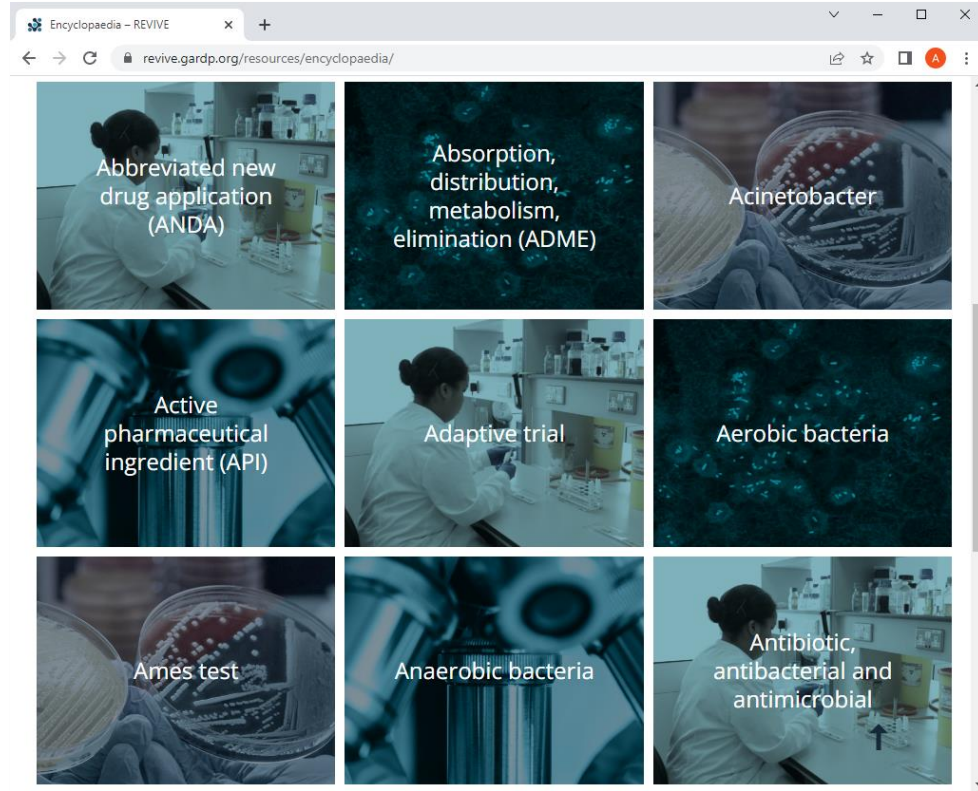 Encyclopaedia – REVIVE
revive.gardp.org/resources/encyclopaedia/
A
Abbreviated new
drug application
(ANDA)
Absorption,
distribution,
metabolism,
elimination (ADME)
Acinetobacter
Active
pharmaceutical
ingredient (API)
Adaptive trial
Aerobic bacteria
Ames test
Anaerobic bacteria
Antibiotic,
antibacterial and
antimicrobial